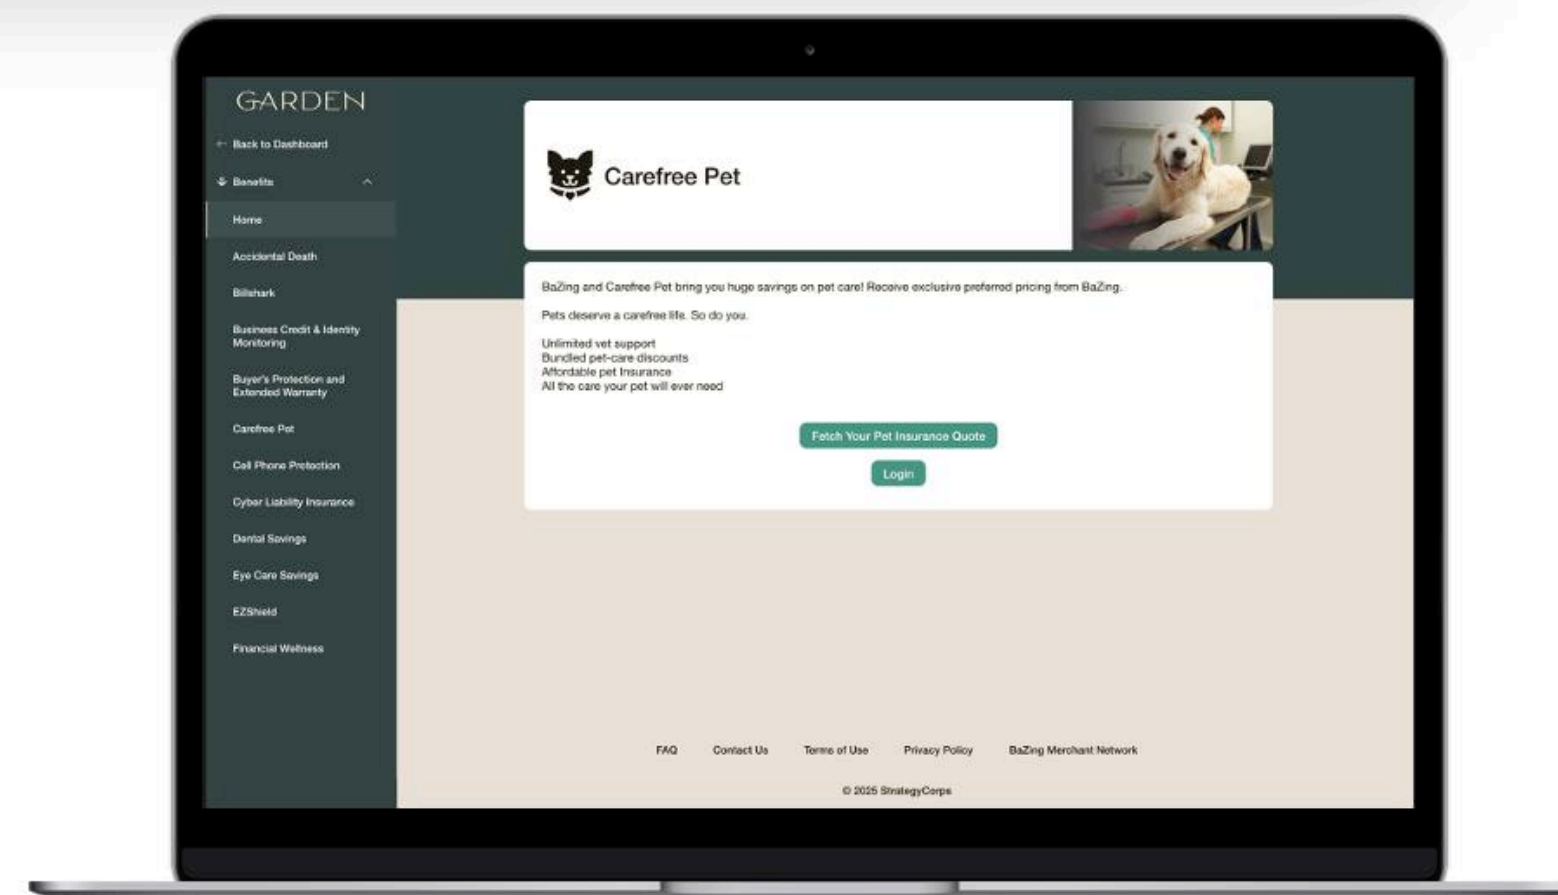 GARDEN
← Back to Dashboard
Benefits
Home
Accidental Death
Billshark
Business Credit & Identity
Monitoring
Buyer's Protection and
Extended Warranty
Carefree Pet
Cell Phone Protection
Cyber Liability Insurance
Dental Savings
Eye Care Savings
EZShield
Financial Wellness
Carefree Pet
BaZing and Carefree Pet bring you huge savings on pet care! Receive exclusive preferred pricing from BaZing.
Pets deserve a carefree life. So do you.
Unlimited vet support
Bundled pet-care discounts
Affordable pet Insurance
All the care your pet will ever need
Fetch Your Pet Insurance Quote
Login
FAQ Contact Us Terms of Use Privacy Policy BaZing Merchant Network
© 2025 StrategyCorps